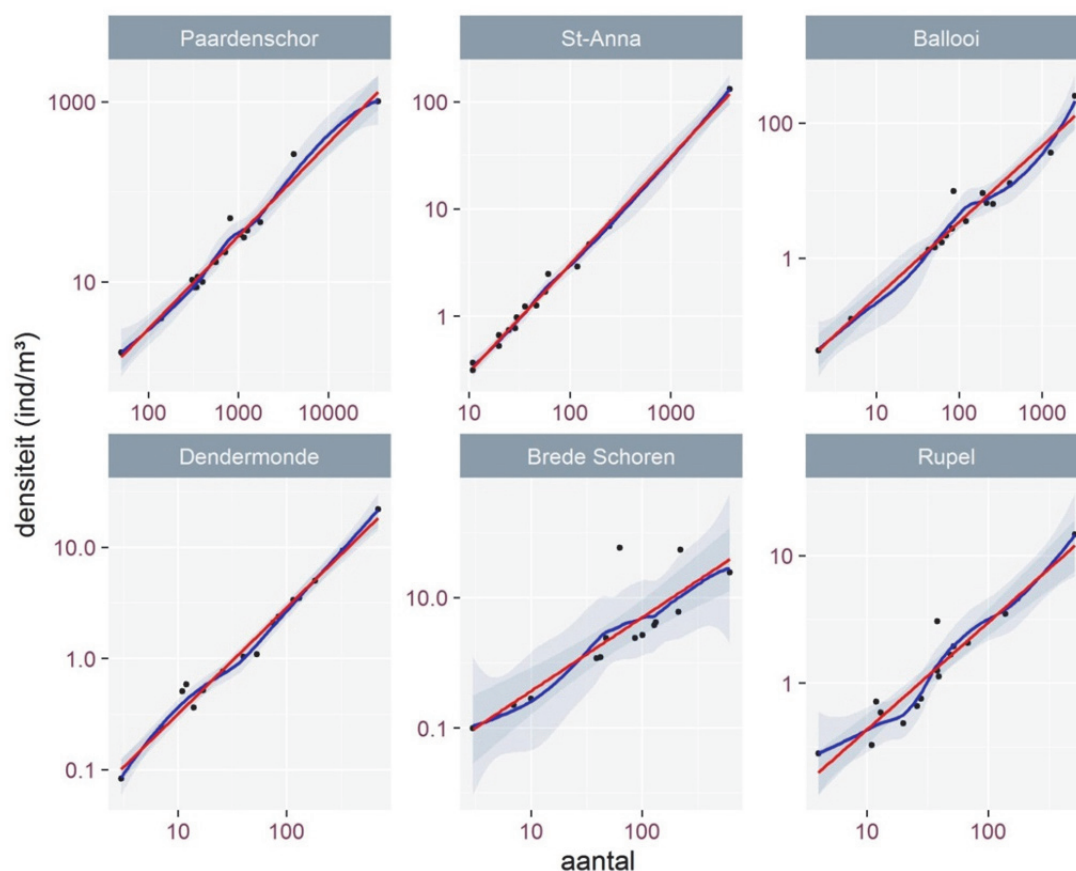 Paardenschor St-Anna Ballooi
1000 100 100
10 10 1
1
100 1000 10000 10 100 1000 10 100 1000
densiteit (ind/m³)
Dendermonde Brede Schoren Rupel
10.0 10.0 10
1.0 0.1 1
0.1
10 100 10 100 10 100
aantal